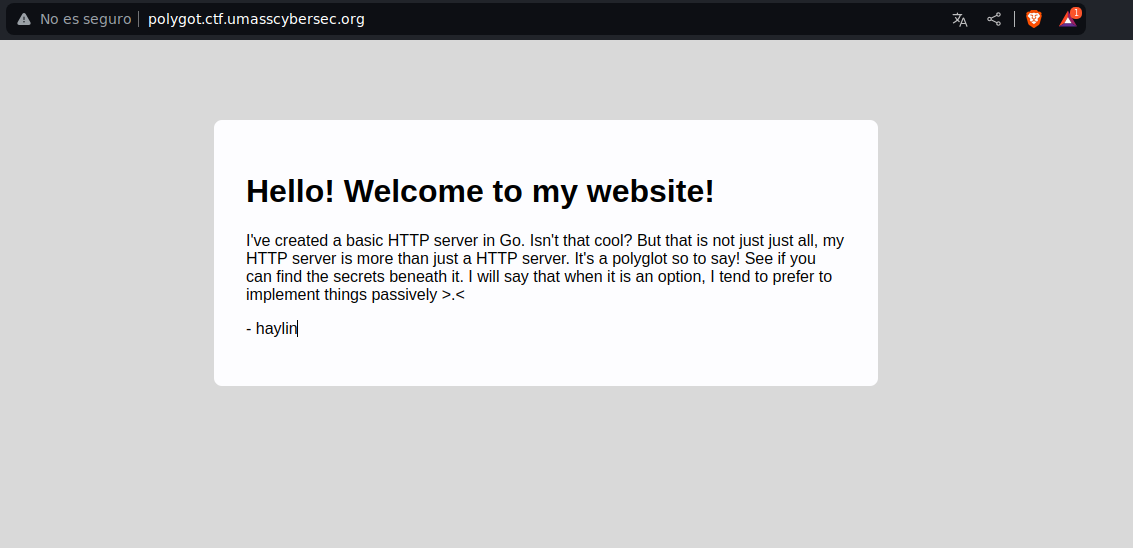 No es seguro polygot.ctf.umasscybersec.org
1
Hello! Welcome to my website!
I've created a basic HTTP server in Go. Isn't that cool? But that is not just just all, my
HTTP server is more than just a HTTP server. It's a polyglot so to say! See if you
can find the secrets beneath it. I will say that when it is an option, I tend to prefer to
implement things passively >.<
- haylin